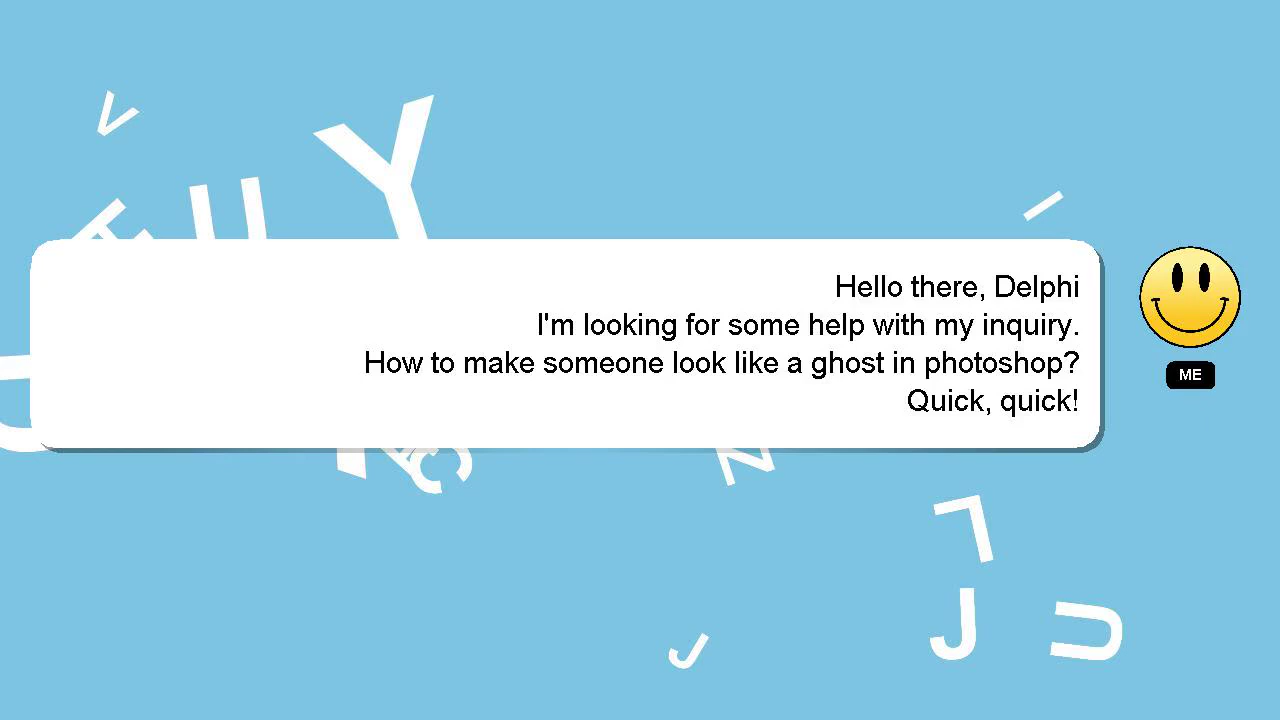 Hello there, Delphi
I'm looking for some help with my inquiry.
How to make someone look like a ghost in photoshop?
Quick, quick!
ME
V
U
Y
I
J
N
L
J
U